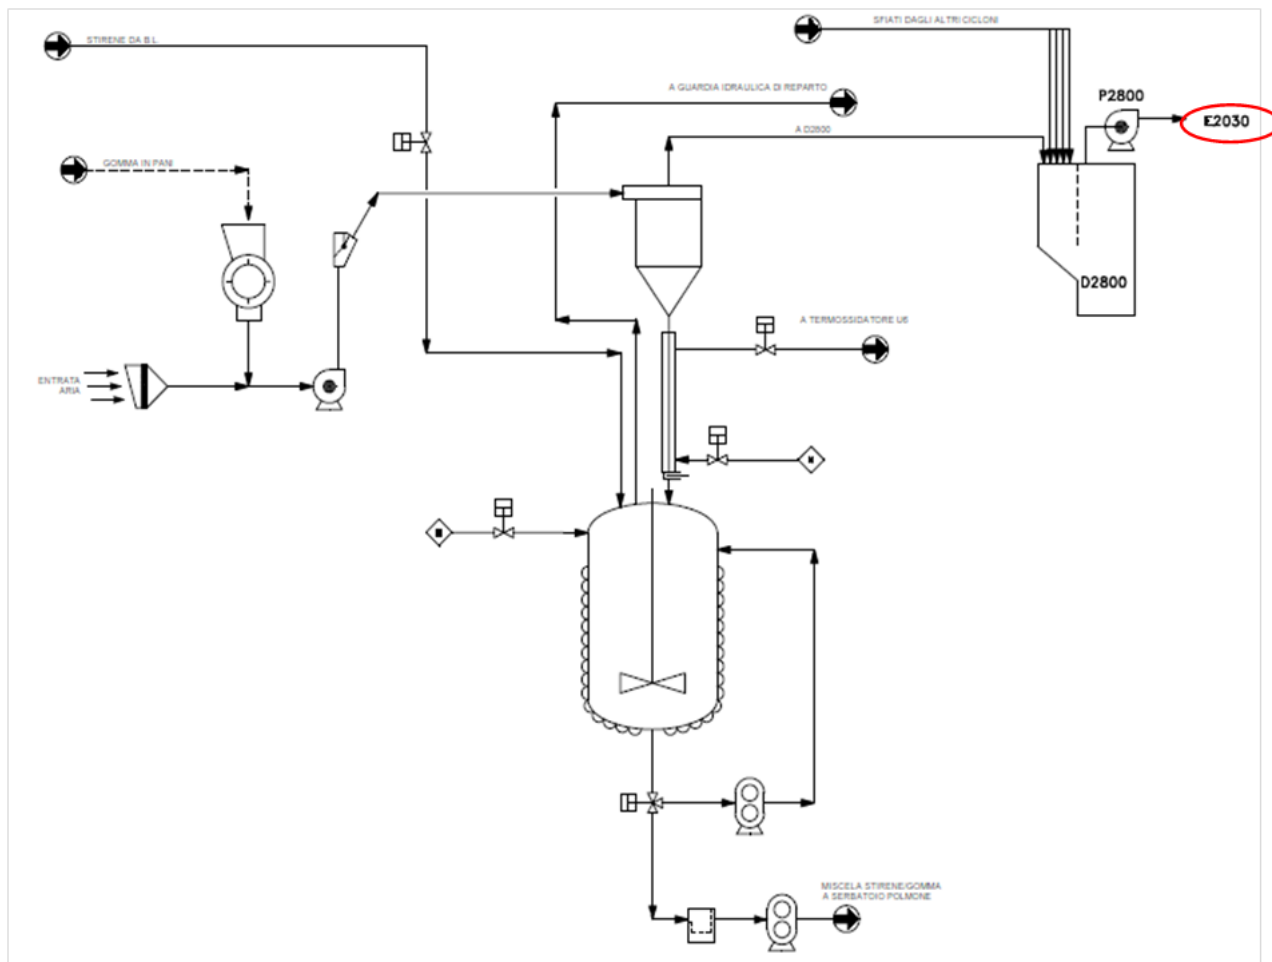 SFIATI DAGLI ALTRI CICLONI
STIRENE DA B.L.
A GUARDIA IDRAULICA DI REPARTO
P2800
E2030
A D2800
GOMMA IN PANI
D2800
A TERMOSSIDATORE U6
ENTRATA
ARIA
N
N
MISCELA STIRENE/GOMMA
A SERBATOIO POLMONE